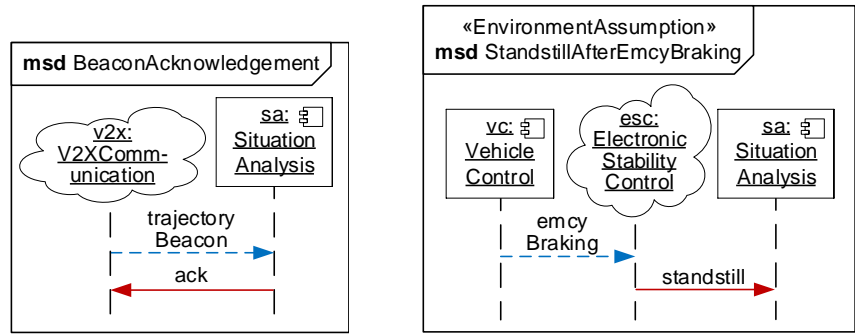 msd BeaconAcknowledgement
v2x:
V2XComm-
unication
sa:
Situation
Analysis
trajectory
Beacon
ack
«EnvironmentAssumption»
msd StandstillAfterEmcyBraking
vc:
Vehicle
Control
esc:
Electronic
Stability
Control
sa:
Situation
Analysis
emcy
Braking
standstill